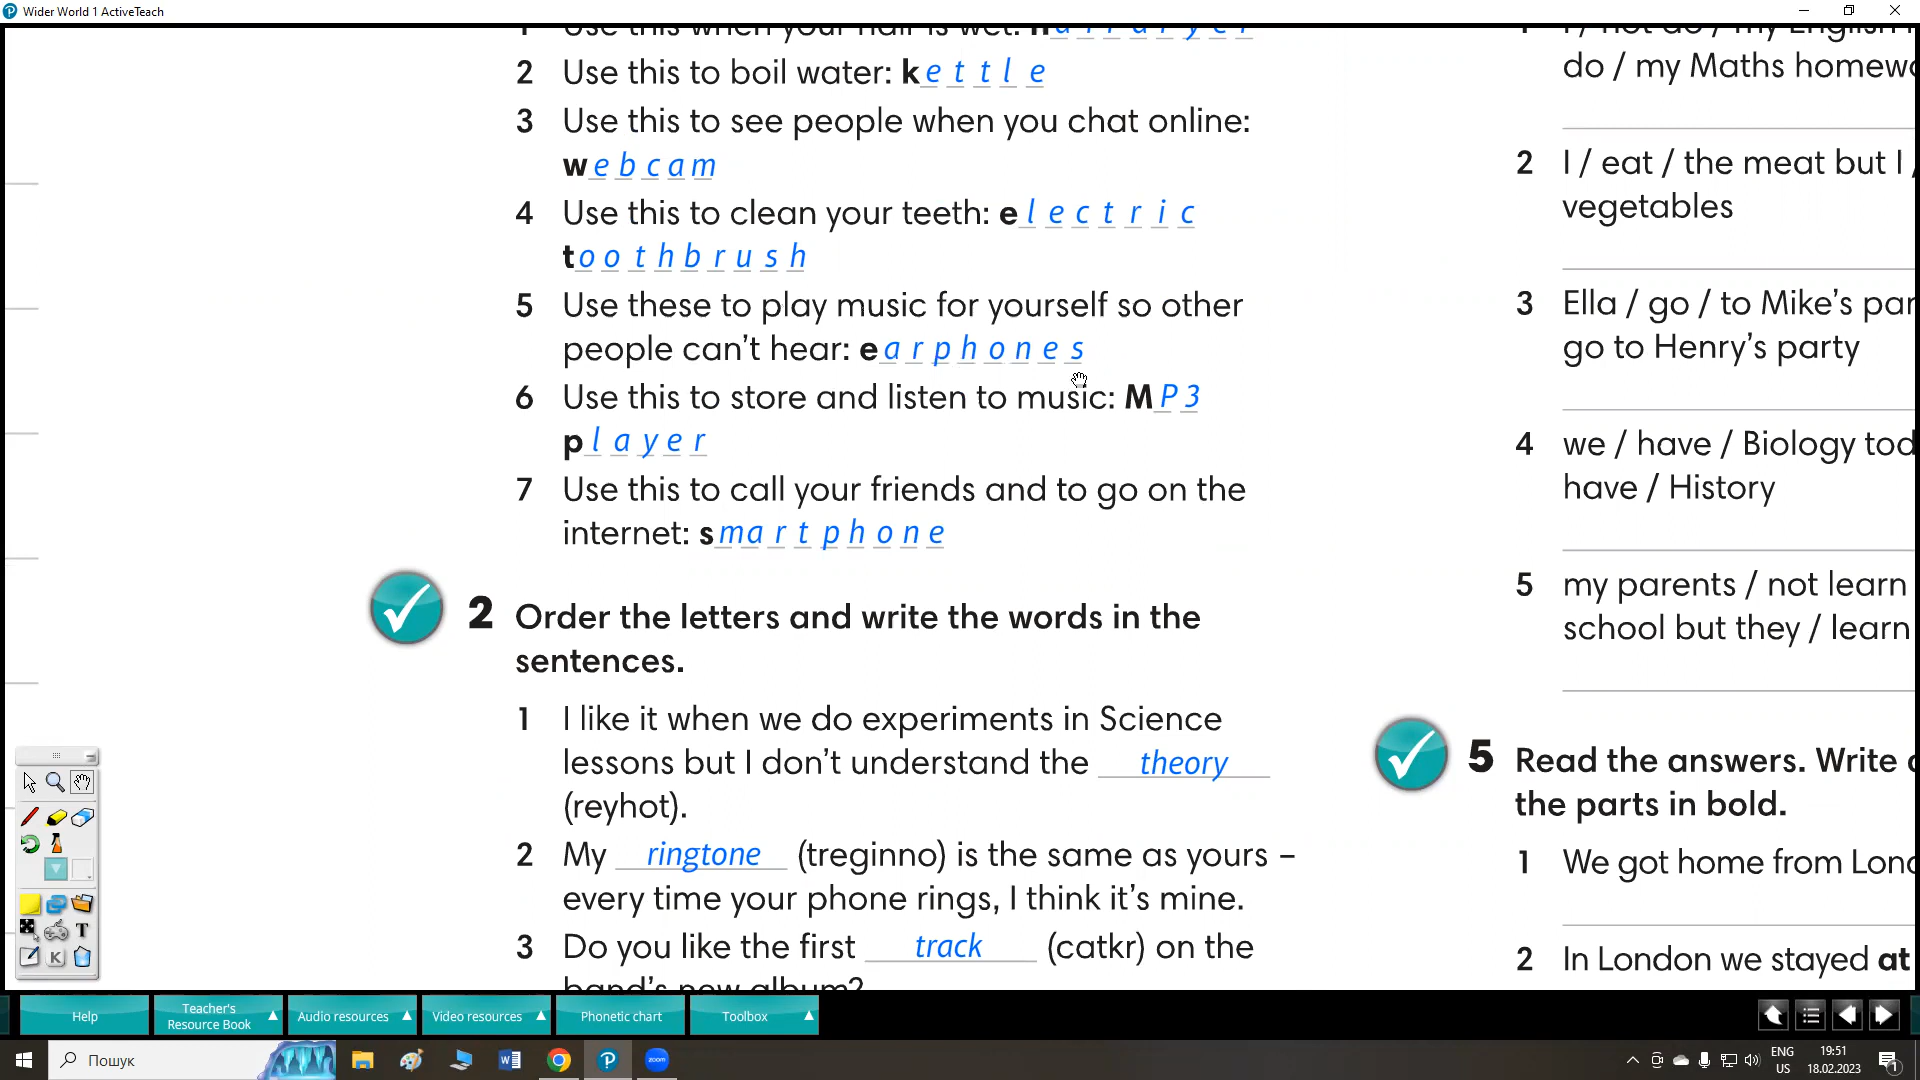 Wider World 1 ActiveTeach
2 Use this to boil water: kettle
3 Use this to see people when you chat online:
webcam
4 Use this to clean your teeth: electric
toothbrush
5 Use these to play music for yourself so other
people can't hear: earphones
6 Use this to store and listen to music: MP3
player
7 Use this to call your friends and to go on the
internet: smartphone
2 Order the letters and write the words in the
sentences.
1 I like it when we do experiments in Science
lessons but I don't understand the theory
(reyhot).
2 My ringtone (treginno) is the same as yours –
every time your phone rings, I think it's mine.
3 Do you like the first track (catkr) on the
band's new album?
do / my Maths
2 I / eat / the meat but I /
vegetables
3 Ella / go / to Mike's
go to Henry's party
4 we / have / Biology
have / History
5 my parents / not learn
school but they / learn
5 Read the answers. Write
the parts in bold.
1 We got home from
2 In London we stayed at
Help
Teacher's
Resource Book
Audio resources
Video resources
Phonetic chart
Toolbox
Пошук
zoom
ENG
US
19:51
18.02.2023
1